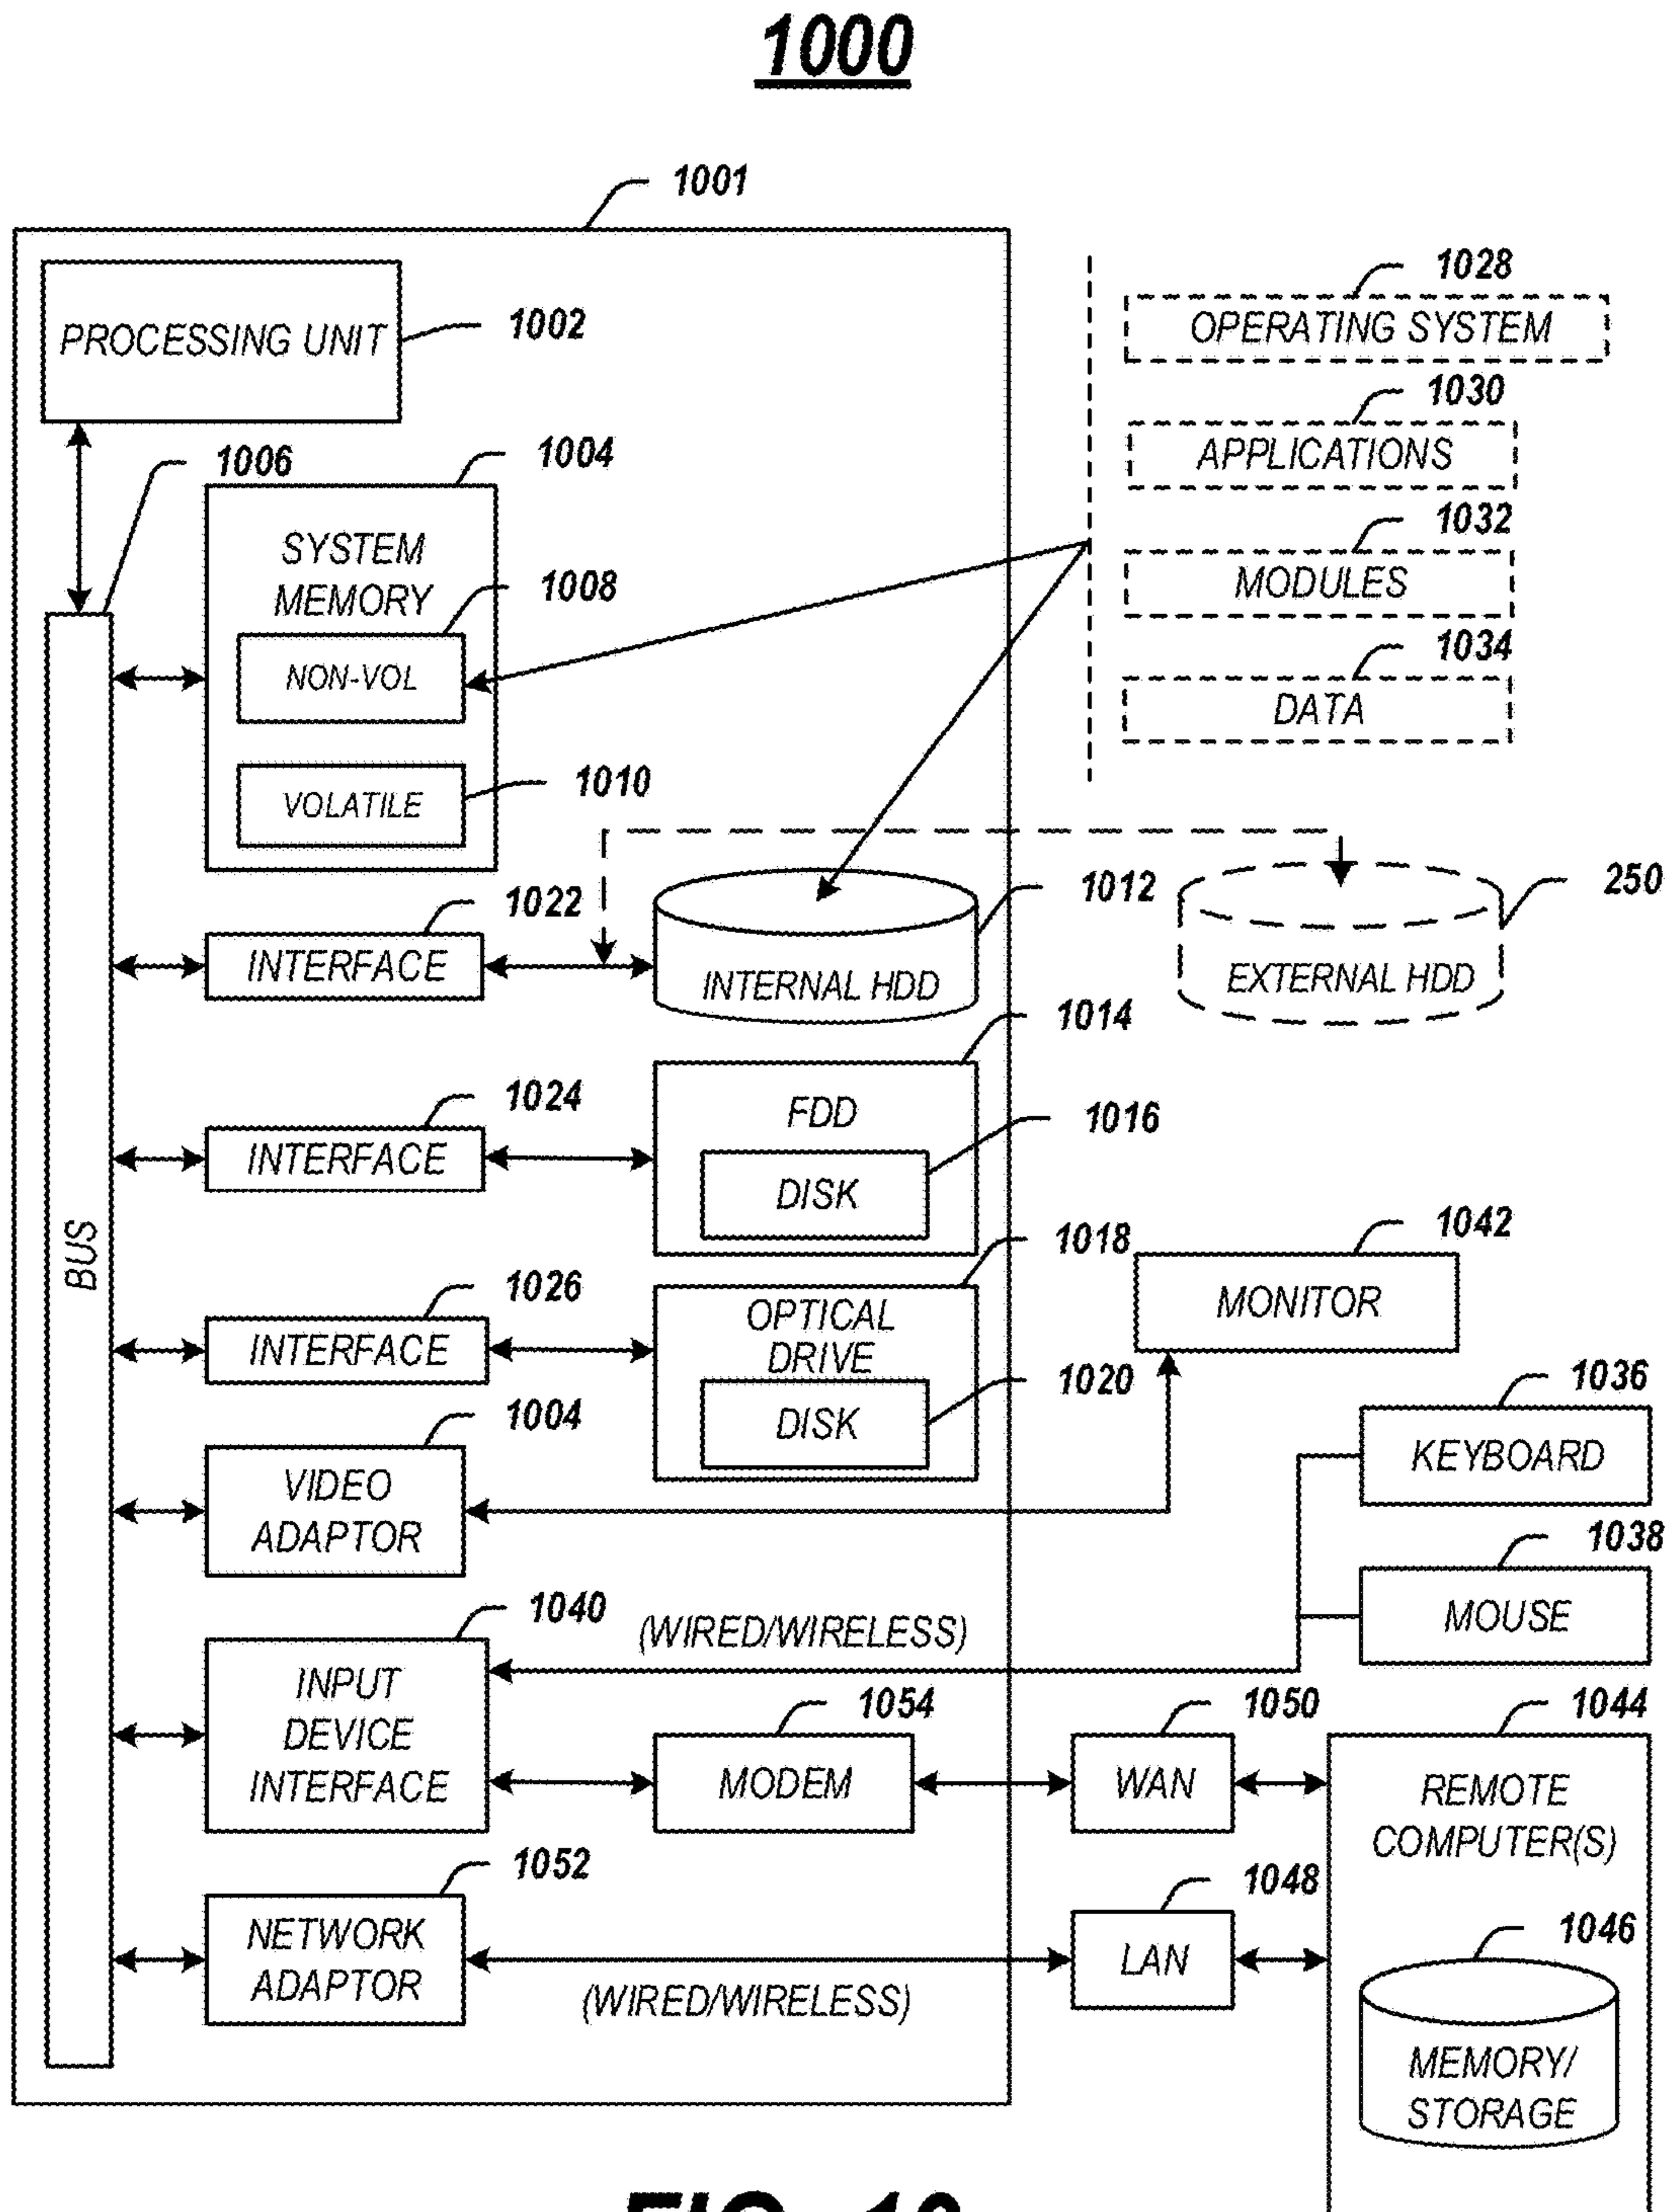 1000
1001
PROCESSING UNIT
1002
1028
OPERATING SYSTEM
1030
APPLICATIONS
1032
MODULES
1034
DATA
1006
1004
SYSTEM
MEMORY
1008
NON-VOL
1010
VOLATILE
BUS
1022
INTERFACE
1012
INTERNAL HDD
250
EXTERNAL HDD
1024
INTERFACE
1014
FDD
1016
DISK
1026
INTERFACE
1018
OPTICAL
DRIVE
1020
DISK
1042
MONITOR
1004
VIDEO
ADAPTOR
1036
KEYBOARD
1038
MOUSE
1040
INPUT
DEVICE
INTERFACE
(WIRED/WIRELESS)
1054
MODEM
1050
WAN
1044
REMOTE
COMPUTER(S)
1052
NETWORK
ADAPTOR
(WIRED/WIRELESS)
1048
LAN
1046
MEMORY/
STORAGE